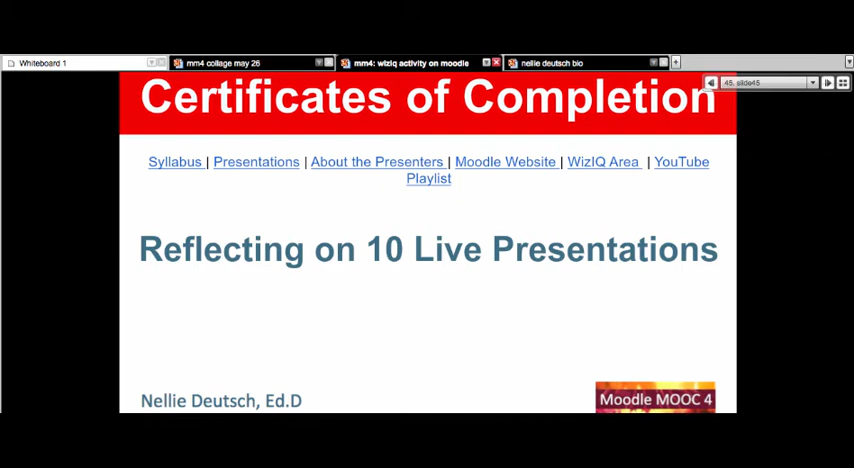 Whiteboard 1
mm4 collage may 26
mm4: wiziq activity on moodle
nellie deutsch bio
45. slide45
Certificates of Completion
Syllabus | Presentations | About the Presenters | Moodle Website | WizIQ Area | YouTube
Playlist
Reflecting on 10 Live Presentations
Nellie Deutsch, Ed.D
Moodle MOOC 4